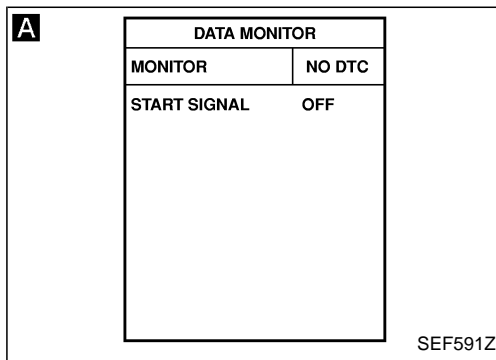 A
DATA MONITOR
MONITOR NO DTC
START SIGNAL OFF
SEF591Z